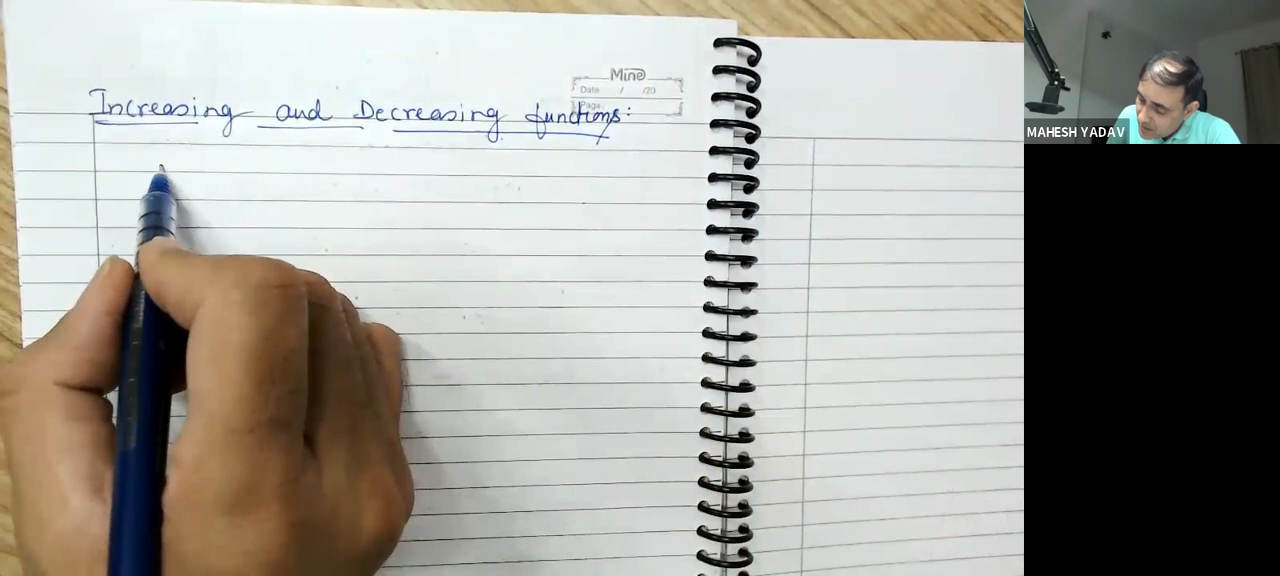 Mine
Date / /20
Page.
Increasing and Decreasing functions:
MAHESH YADAV